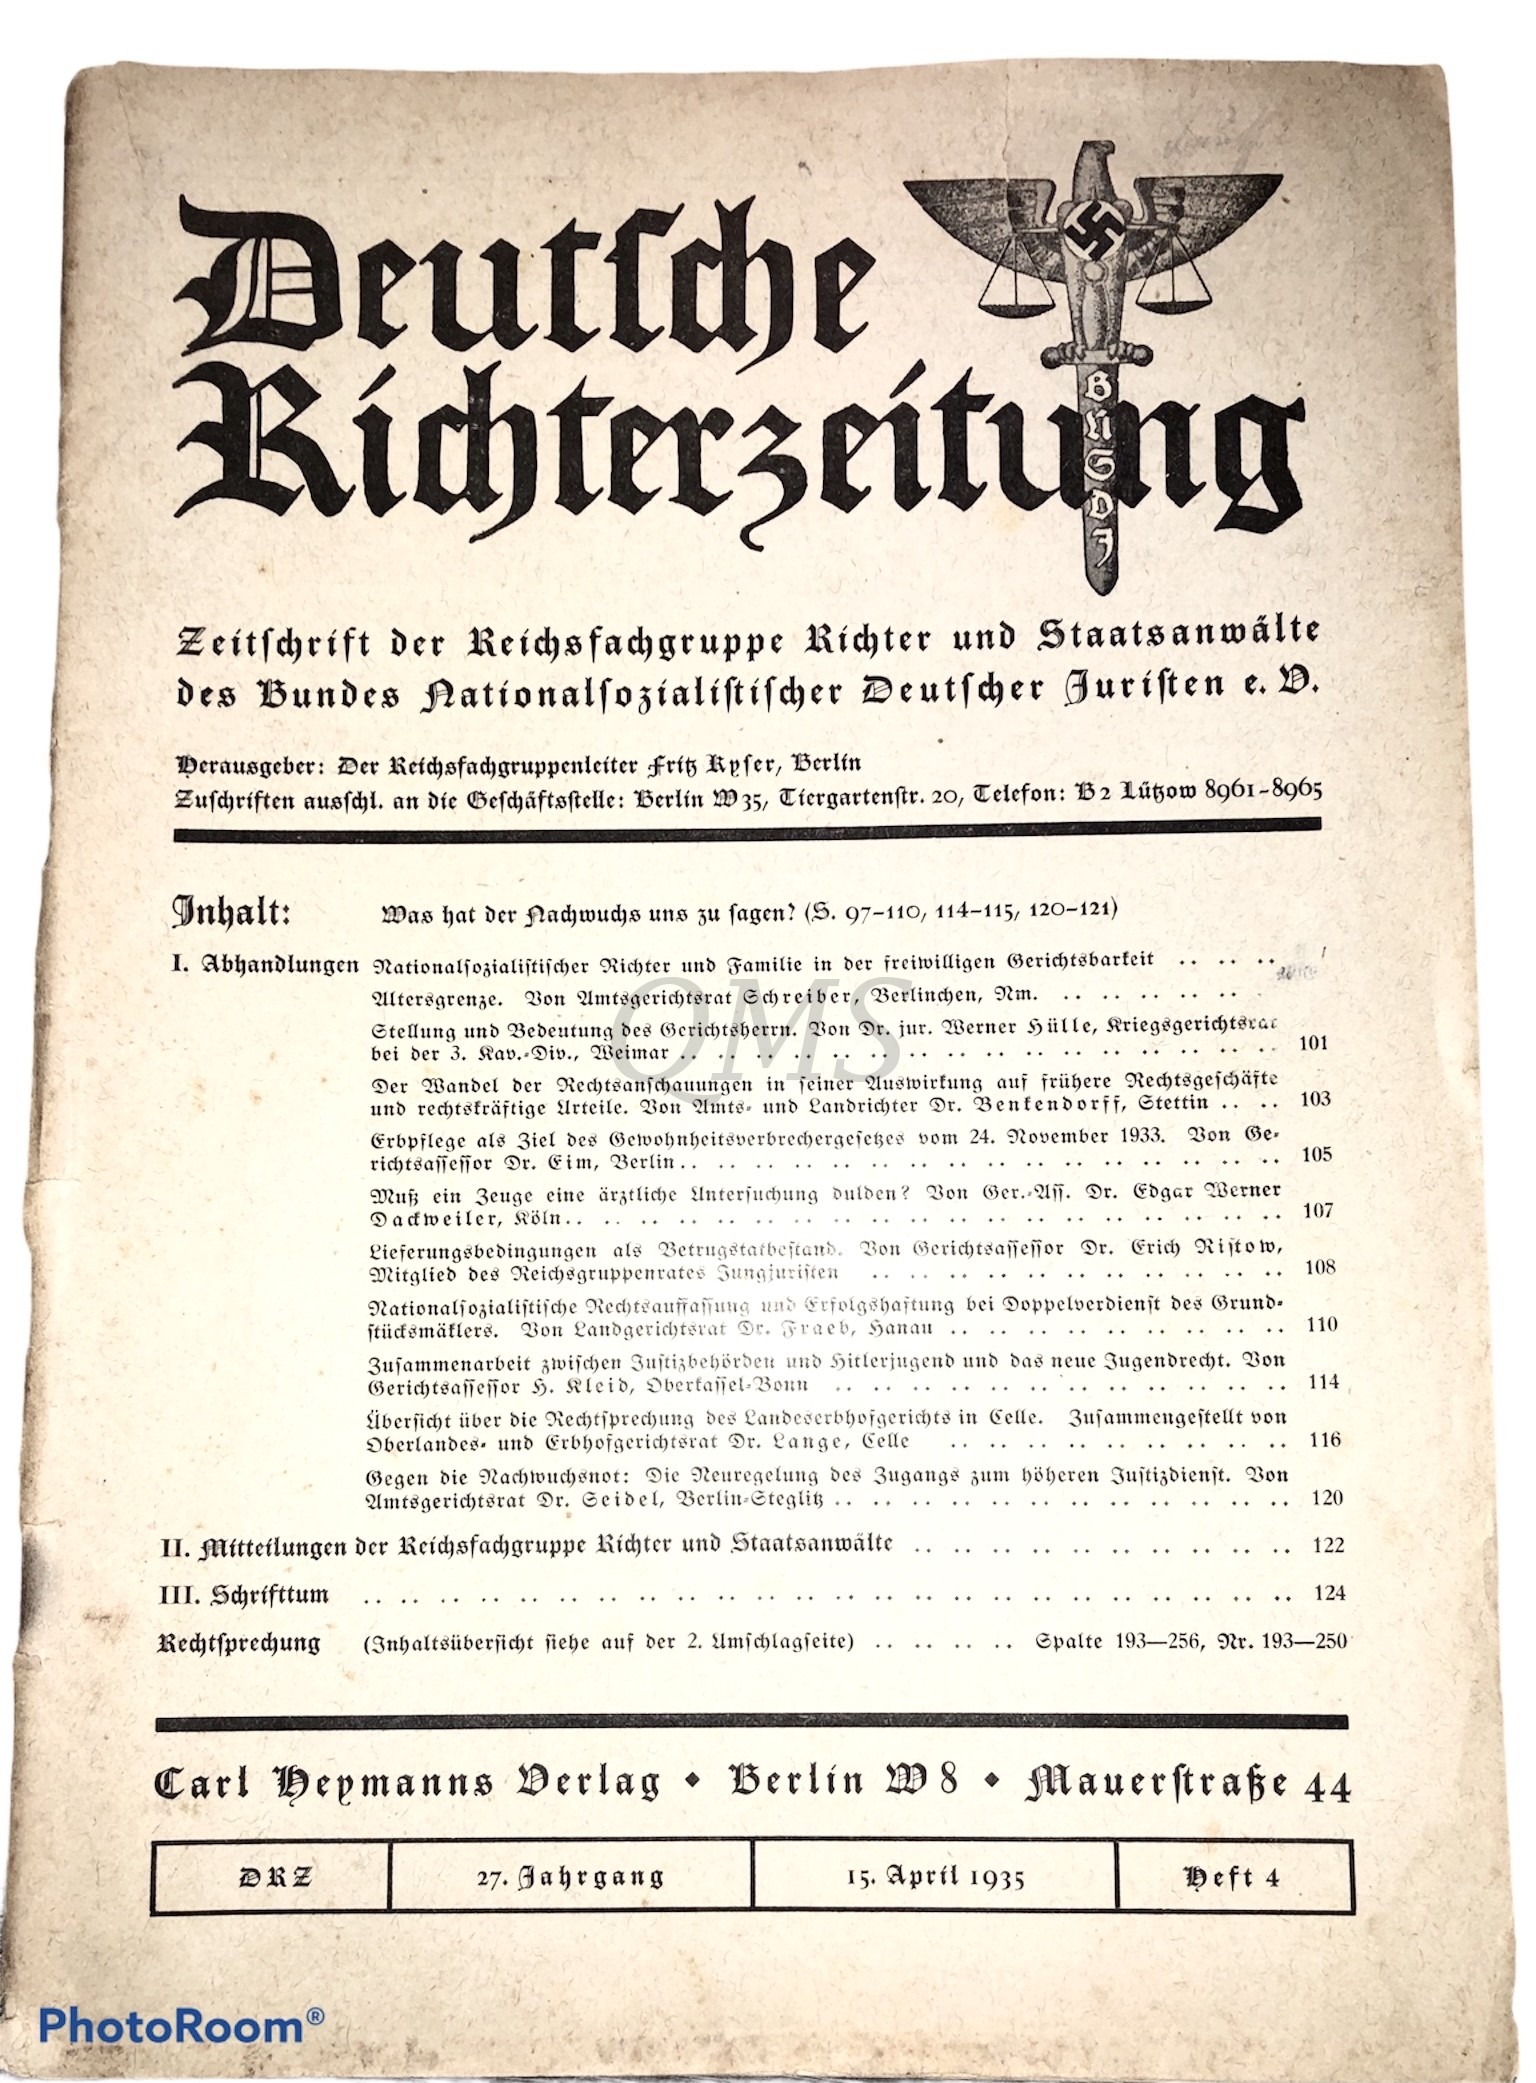 Deutsche
Richterzeitung
B
N
S
D
J
Zeitschrift der Reichsfachgruppe Richter und Staatsanwälte
des Bundes Nationalsozialistischer Deutscher Juristen e. V.
Herausgeber: Der Reichsfachgruppenleiter Fritz Kyser, Berlin
Zuschriften ausschl. an die Geschäftsstelle: Berlin W 35, Tiergartenstr. 20, Telefon: B 2 Lützow 8961-8965
Inhalt: Was hat der Nachwuchs uns zu sagen? (S. 97–110, 114–115, 120–121)
I. Abhandlungen Nationalsozialistischer Richter und Familie in der freiwilligen Gerichtsbarkeit .. .. ..
Altersgrenze. Von Amtsgerichtsrat Schreiber, Berlinchen, Nm. .. .. .. .. .. ..
Stellung und Bedeutung des Gerichtsherrn. Von Dr. jur. Werner Hülle, Kriegsgerichtsrat
bei der 3. Kav.-Div., Weimar .. .. .. .. .. .. .. .. .. .. .. .. .. .. .. .. 101
Der Wandel der Rechtsanschauungen in seiner Auswirkung auf frühere Rechtsgeschäfte
und rechtskräftige Urteile. Von Amts- und Landrichter Dr. Benkendorff, Stettin .. .. 103
Erbpflege als Ziel des Gewohnheitsverbrechergesetzes vom 24. November 1933. Von Ge-
richtsassessor Dr. Eim, Berlin .. .. .. .. .. .. .. .. .. .. .. .. .. .. .. .. 105
Muß ein Zeuge eine ärztliche Untersuchung dulden? Von Ger.-Ass. Dr. Edgar Werner
Dackweiler, Köln .. .. .. .. .. .. .. .. .. .. .. .. .. .. .. .. .. .. .. 107
Lieferungsbedingungen als Betrugstatbestand. Von Gerichtsassessor Dr. Erich Ristow,
Mitglied des Reichsgruppenrates Jungjuristen .. .. .. .. .. .. .. .. .. .. .. 108
Nationalsozialistische Rechtsauffassung und Erfolgshaftung bei Doppelverdienst des Grund-
stücksmäklers. Von Landgerichtsrat Dr. Fraeb, Hanau .. .. .. .. .. .. .. .. .. 110
Zusammenarbeit zwischen Justizbehörden und Hitlerjugend und das neue Jugendrecht. Von
Gerichtsassessor H. Kleid, Oberkassel-Bonn .. .. .. .. .. .. .. .. .. .. .. .. 114
Übersicht über die Rechtsprechung des Landeserbhofgerichts in Celle. Zusammengestellt von
Oberlandes- und Erbhofgerichtsrat Dr. Lange, Celle .. .. .. .. .. .. .. .. .. 116
Gegen die Nachwuchsnot: Die Neuregelung des Zugangs zum höheren Justizdienst. Von
Amtsgerichtsrat Dr. Seidel, Berlin-Steglitz .. .. .. .. .. .. .. .. .. .. .. .. 120
II. Mitteilungen der Reichsfachgruppe Richter und Staatsanwälte .. .. .. .. .. .. .. .. .. .. 122
III. Schrifttum .. .. .. .. .. .. .. .. .. .. .. .. .. .. .. .. .. .. .. .. .. .. .. .. 124
Rechtsprechung (Inhaltsübersicht siehe auf der 2. Umschlagseite) .. .. .. .. Spalte 193—256, Nr. 193—250
Carl Heymanns Verlag • Berlin W 8 • Mauerstraße 44
DRZ 27. Jahrgang 15. April 1935 Heft 4
QMS
PhotoRoom®